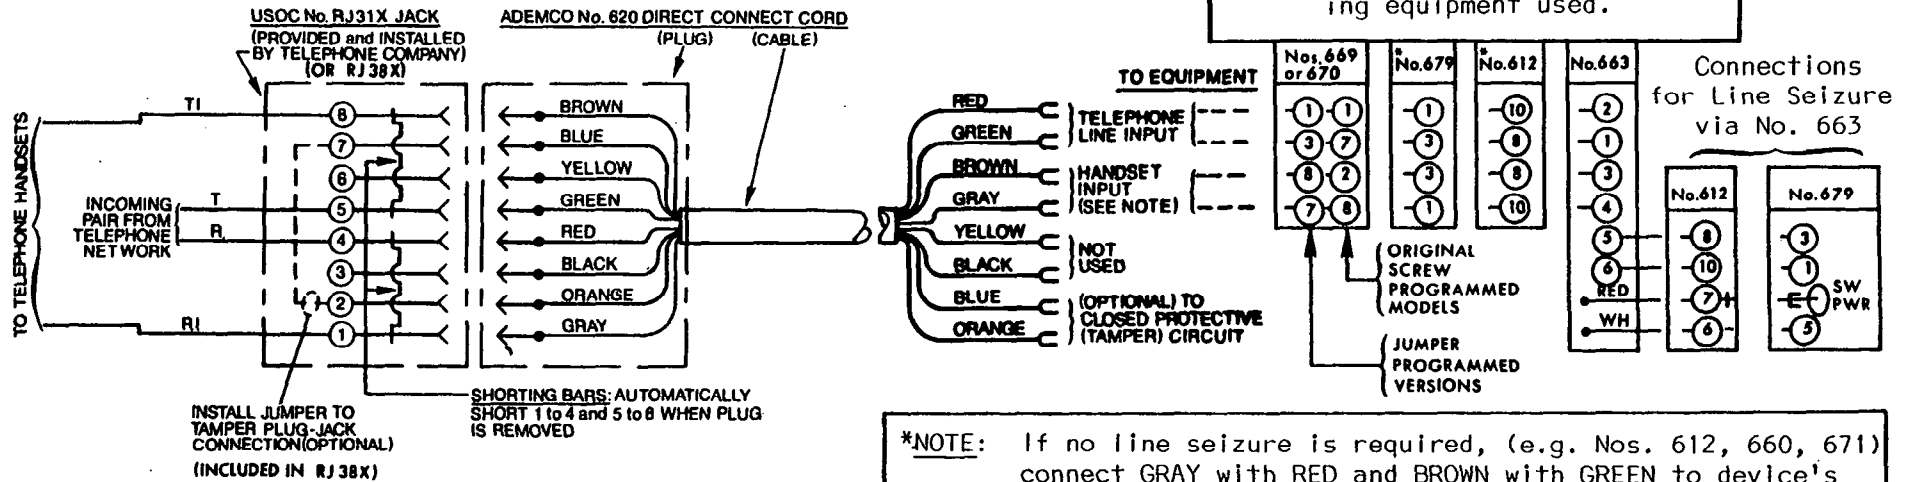 USOC No. RJ31X JACK
(PROVIDED and INSTALLED
BY TELEPHONE COMPANY)
(OR RJ38X)
ADEMCO No. 620 DIRECT CONNECT CORD
(PLUG) (CABLE)
ing equipment used.
TO TELEPHONE HANDSETS
T1
INCOMING
PAIR FROM
TELEPHONE
NETWORK
T
R
R1
8
7
6
5
4
3
2
1
BROWN
BLUE
YELLOW
GREEN
RED
BLACK
ORANGE
GRAY
INSTALL JUMPER TO
TAMPER PLUG-JACK
CONNECTION (OPTIONAL)
(INCLUDED IN RJ38X)
SHORTING BARS: AUTOMATICALLY
SHORT 1 to 4 and 5 to 8 WHEN PLUG
IS REMOVED
TO EQUIPMENT
RED
GREEN
BROWN
GRAY
YELLOW
BLACK
BLUE
ORANGE
TELEPHONE
LINE INPUT
HANDSET
INPUT
(SEE NOTE)
NOT
USED
(OPTIONAL) TO
CLOSED PROTECTIVE
(TAMPER) CIRCUIT
Nos. 669
or 670
1 1
3 7
8 2
7 8
ORIGINAL
SCREW
PROGRAMMED
MODELS
JUMPER
PROGRAMMED
VERSIONS
*No. 679
1
3
3
1
*No. 612
10
8
8
10
No. 663
2
1
3
4
5
6
RED
WH
Connections
for Line Seizure
via No. 663
No. 612
8
10
7 +
6 -
No. 679
3
1
SW
PWR
5
*NOTE: If no line seizure is required, (e.g. Nos. 612, 660, 671)
connect GRAY with RED and BROWN with GREEN to device's